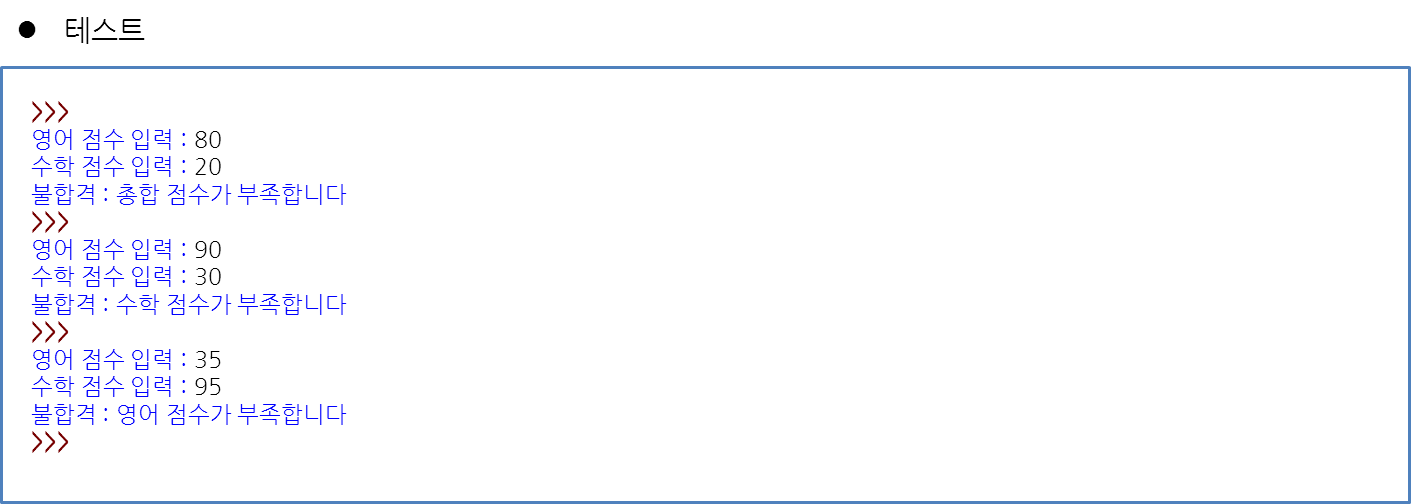 ● 테스트
>>>
영어 점수 입력 : 80
수학 점수 입력 : 20
불합격 : 총합 점수가 부족합니다
>>>
영어 점수 입력 : 90
수학 점수 입력 : 30
불합격 : 수학 점수가 부족합니다
>>>
영어 점수 입력 : 35
수학 점수 입력 : 95
불합격 : 영어 점수가 부족합니다
>>>